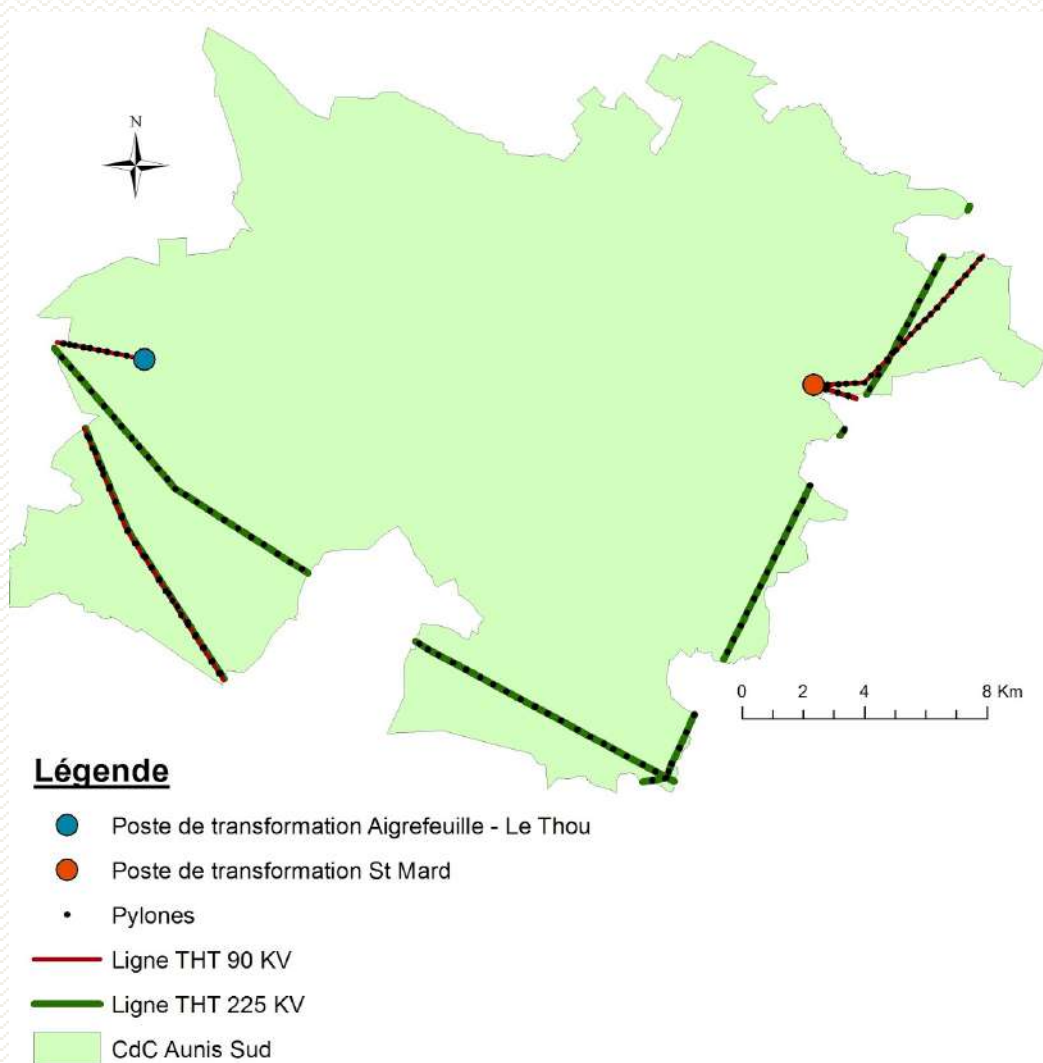 N
0 2 4 8 Km
Légende
Poste de transformation Aigrefeuille - Le Thou
Poste de transformation St Mard
Pylones
Ligne THT 90 KV
Ligne THT 225 KV
CdC Aunis Sud